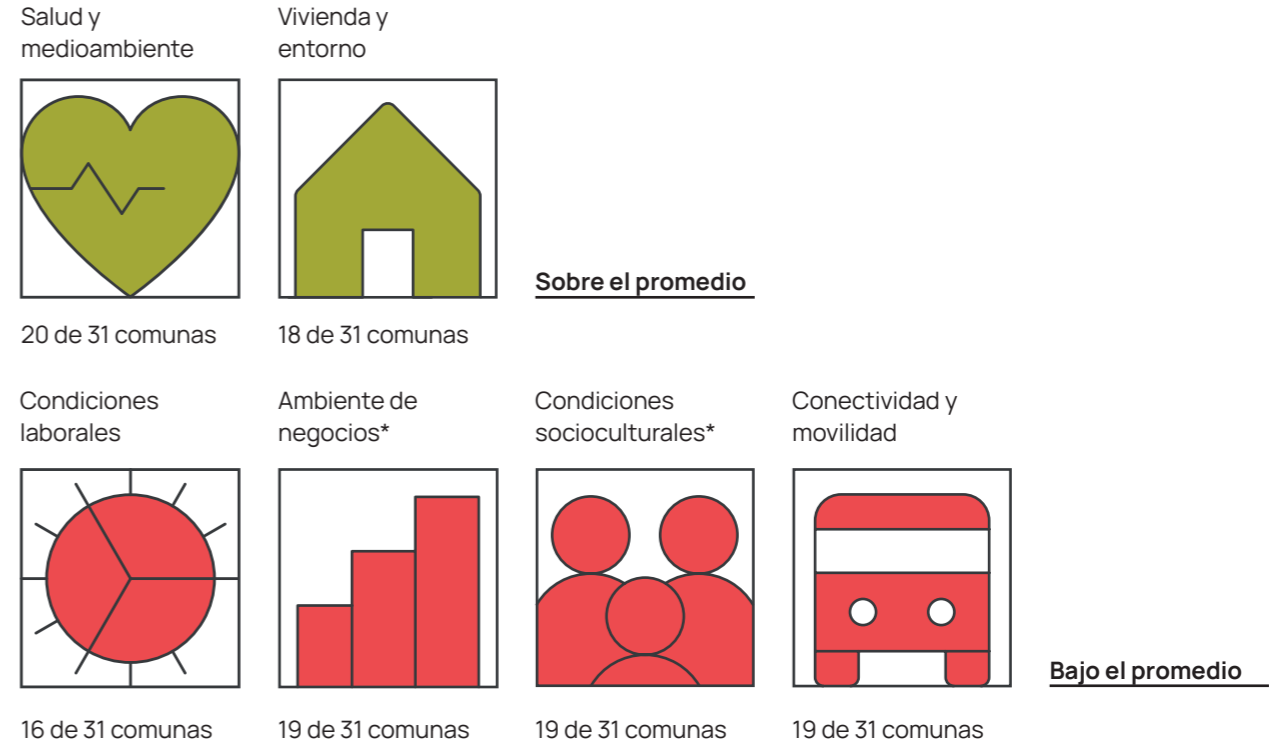 Salud y
medioambiente
Vivienda y
entorno
Sobre el promedio
20 de 31 comunas
18 de 31 comunas
Condiciones
laborales
Ambiente de
negocios*
Condiciones
socioculturales*
Conectividad y
movilidad
Bajo el promedio
16 de 31 comunas
19 de 31 comunas
19 de 31 comunas
19 de 31 comunas